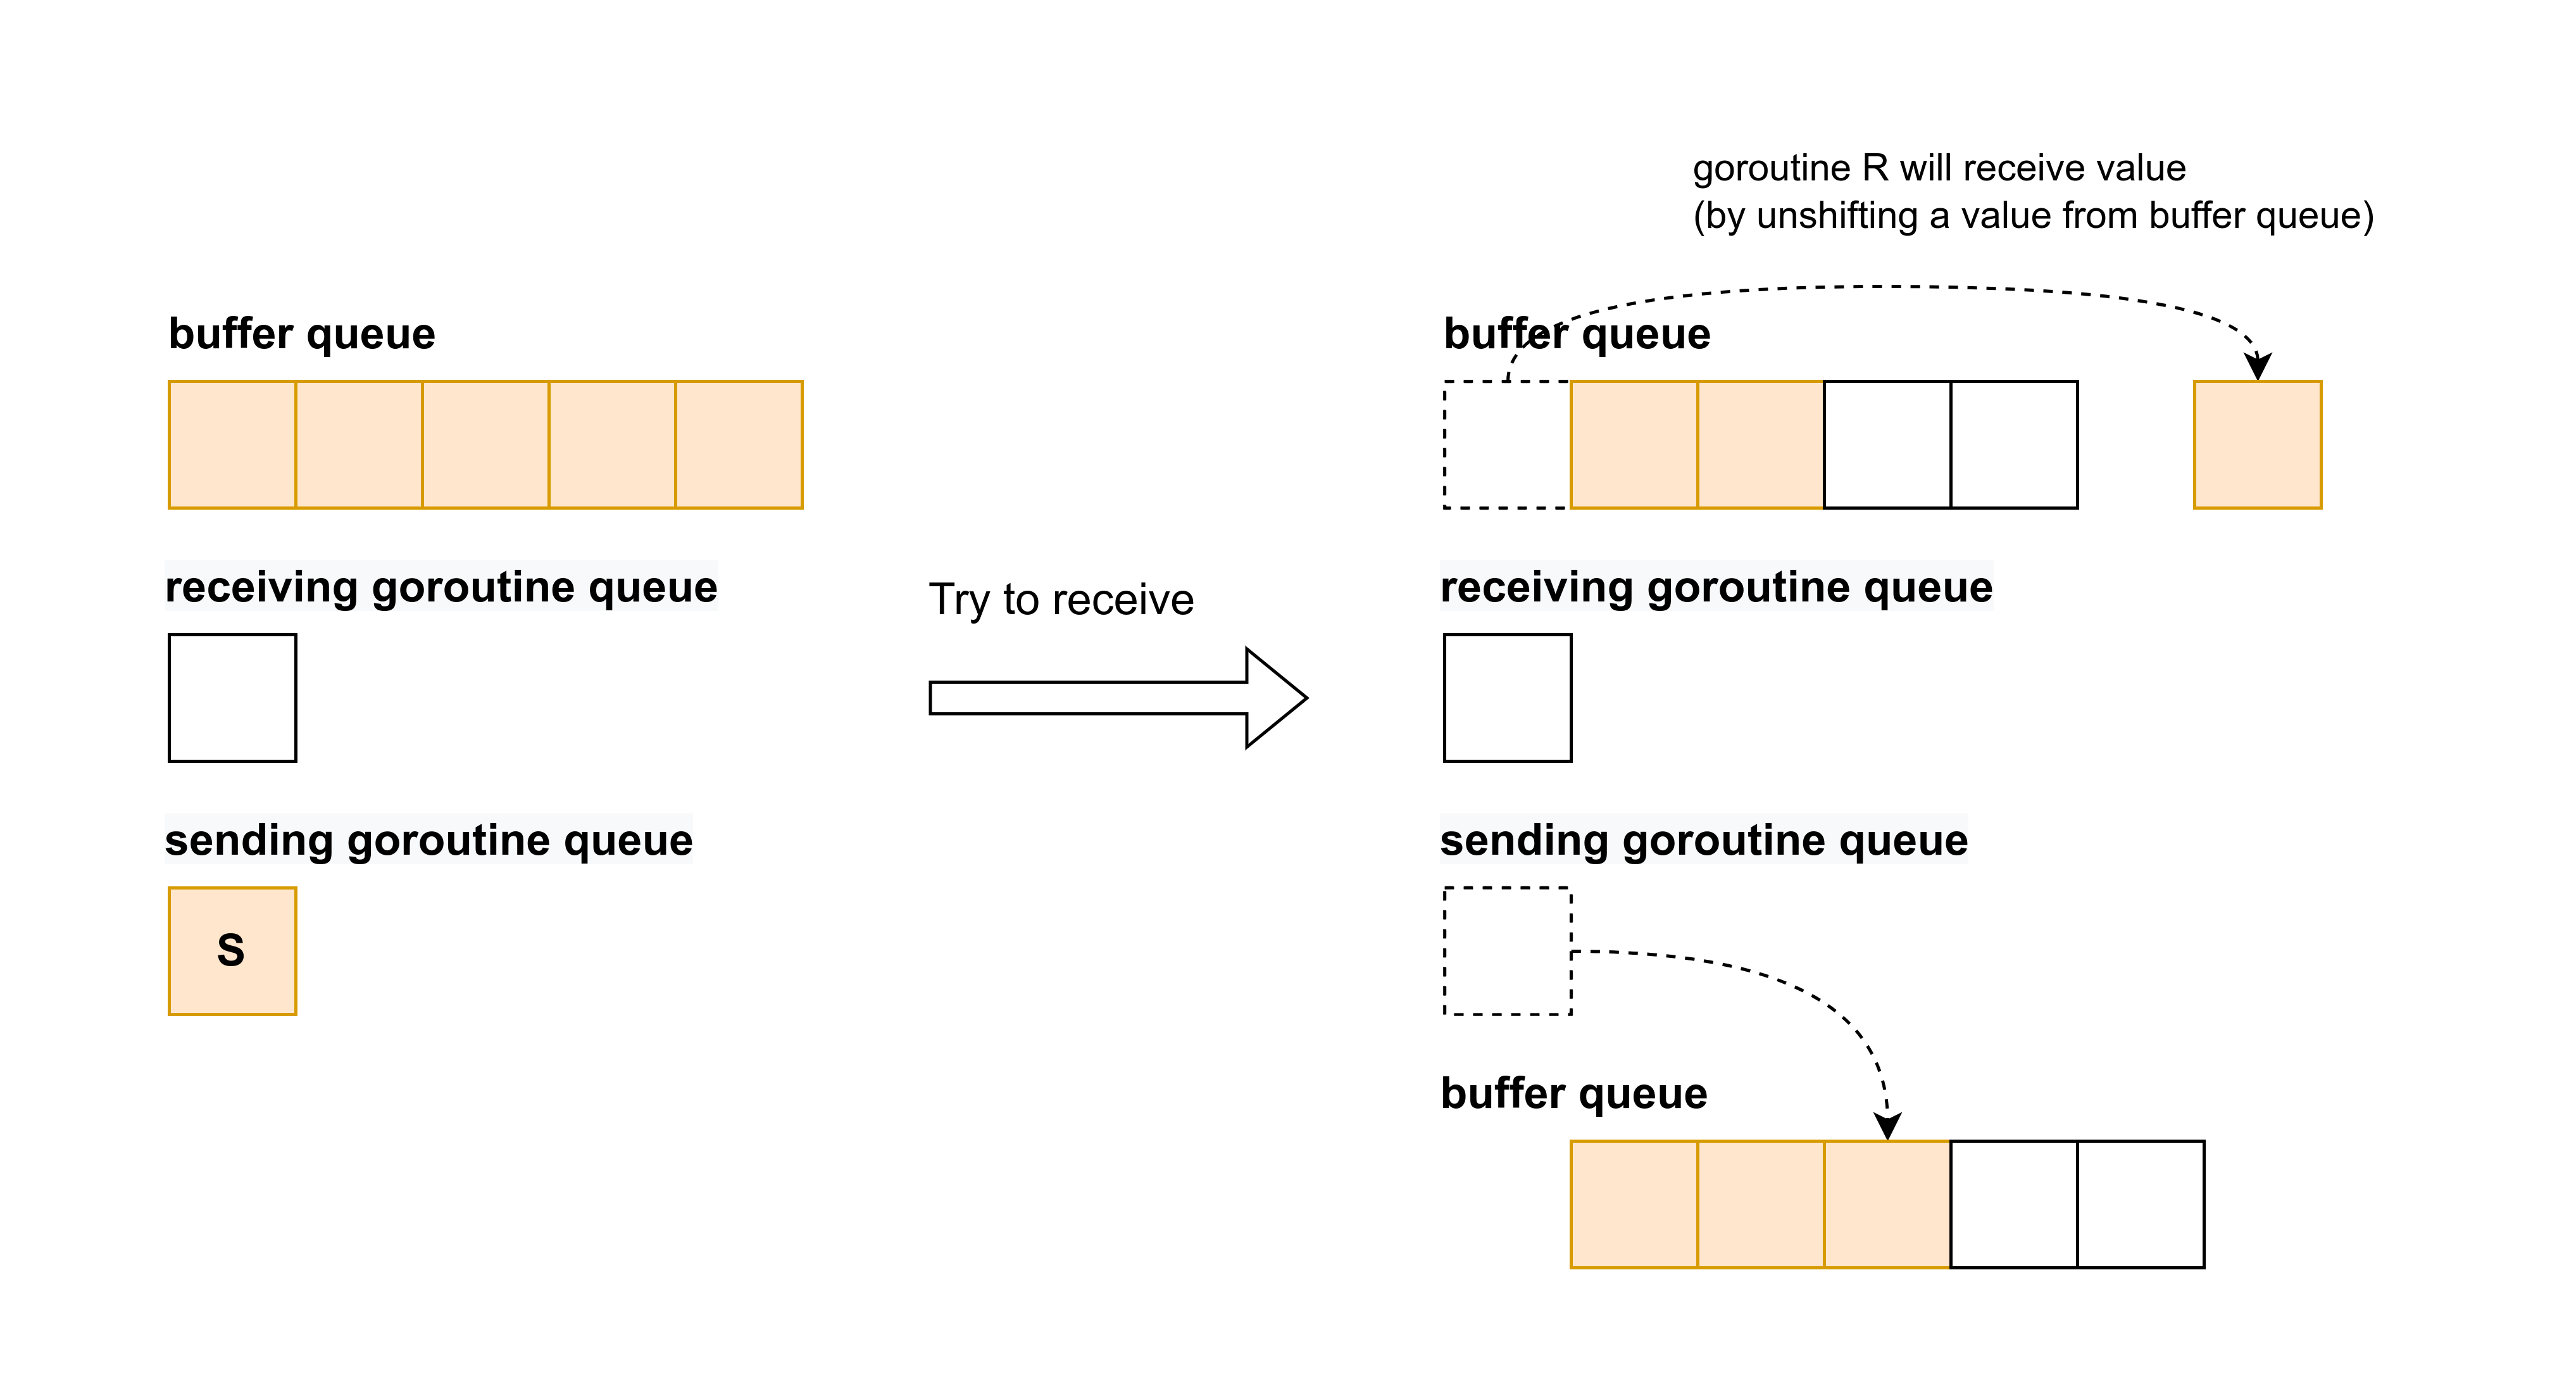 buffer queue
receiving goroutine queue
sending goroutine queue
S
Try to receive
goroutine R will receive value
(by unshifting a value from buffer queue)
buffer queue
receiving goroutine queue
sending goroutine queue
buffer queue